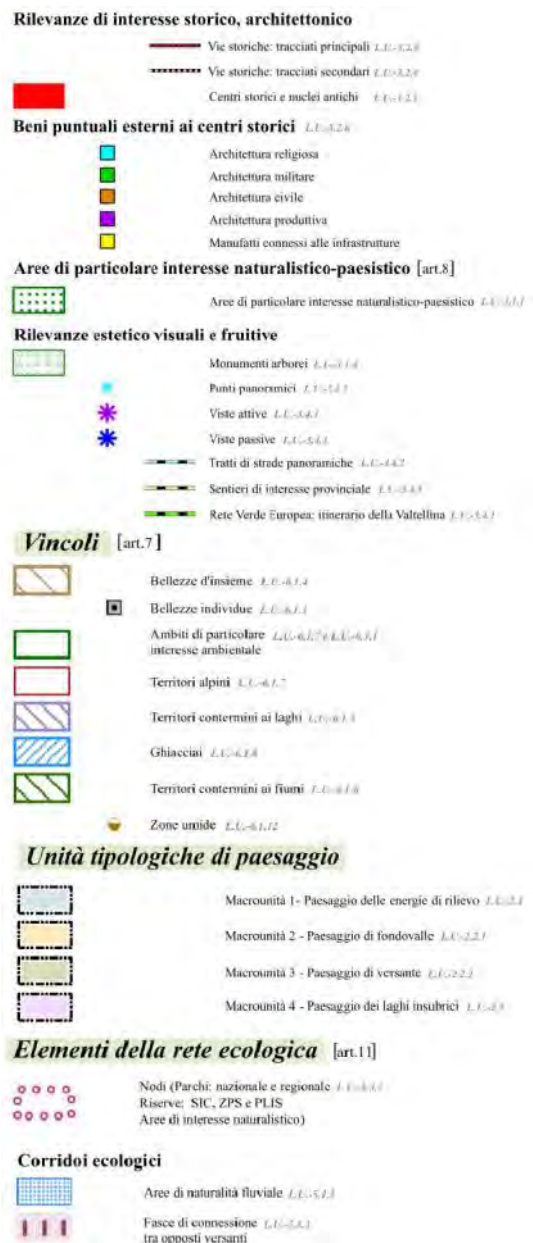 Rilevanze di interesse storico, architettonico
Vie storiche: tracciati principali
Vie storiche: tracciati secondari
Centri storici e nuclei antichi
Beni puntuali esterni ai centri storici
Architettura religiosa
Architettura militare
Architettura civile
Architettura produttiva
Manufatti connessi alle infrastrutture
Aree di particolare interesse naturalistico-paesistico [art.8]
Aree di particolare interesse naturalistico-paesistico
Rilevanze estetico visuali e fruitive
Monumenti arborei
Punti panoramici
Viste attive
Viste passive
Tratti di strade panoramiche
Sentieri di interesse provinciale
Rete Verde Europea: itinerario della Valtellina
Vincoli [art.7]
Bellezze d'insieme
Bellezze individue
Ambiti di particolare
interesse ambientale
Territori alpini
Territori contermini ai laghi
Ghiacciai
Territori contermini ai fiumi
Zone umide
Unità tipologiche di paesaggio
Macrounità 1- Paesaggio delle energie di rilievo
Macrounità 2 - Paesaggio di fondovalle
Macrounità 3 - Paesaggio di versante
Macrounità 4 - Paesaggio dei laghi insubrici
Elementi della rete ecologica [art.11]
Nodi (Parchi: nazionale e regionale
Riserve: SIC, ZPS e PLIS
Aree di interesse naturalistico)
Corridoi ecologici
Aree di naturalità fluviale
Fasce di connessione
tra opposti versanti